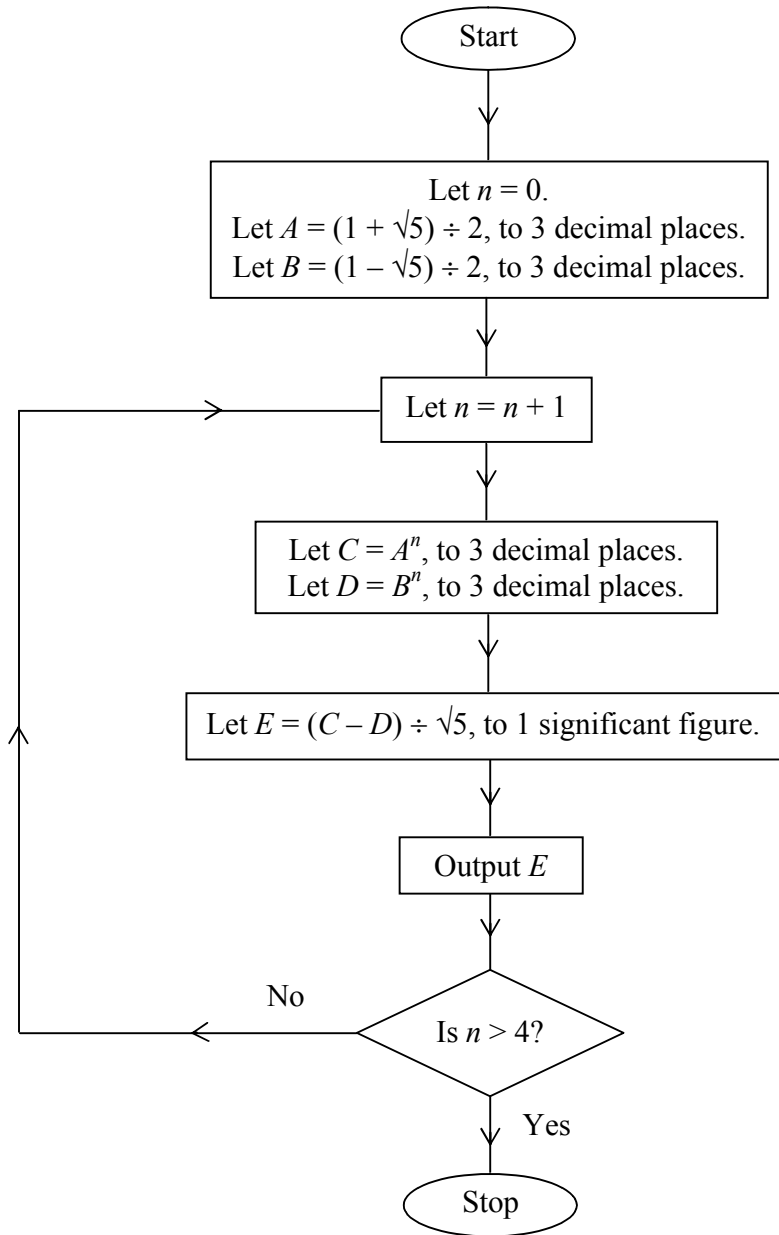 Start
Let n = 0.
Let A = (1 + √5) ÷ 2, to 3 decimal places.
Let B = (1 – √5) ÷ 2, to 3 decimal places.
Let n = n + 1
Let C = Aⁿ, to 3 decimal places.
Let D = Bⁿ, to 3 decimal places.
Let E = (C – D) ÷ √5, to 1 significant figure.
Output E
No
Is n > 4?
Yes
Stop